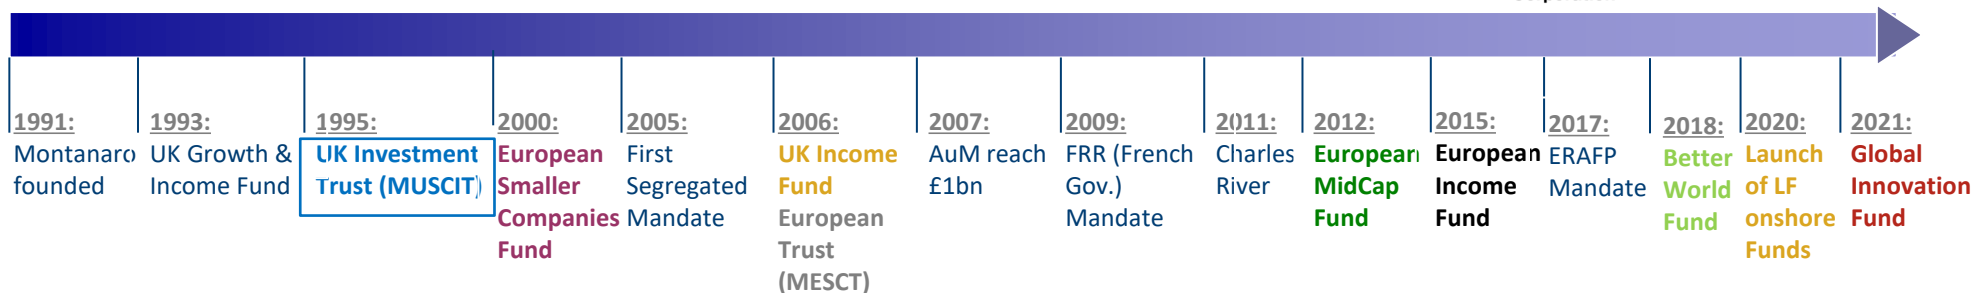 1991:
Montanaro
founded
1993:
UK Growth &
Income Fund
1995:
UK Investment
Trust (MUSCIT)
2000:
European
Smaller
Companies
Fund
2005:
First
Segregated
Mandate
2006:
UK Income
Fund
European
Trust
(MESCT)
2007:
AuM reach
£1bn
2009:
FRR (French
Gov.)
Mandate
2011:
Charles
River
2012:
European
MidCap
Fund
2015:
European
Income
Fund
2017:
ERAFP
Mandate
2018:
Better
World
Fund
2020:
Launch
of LF
onshore
Funds
2021:
Global
Innovation
Fund